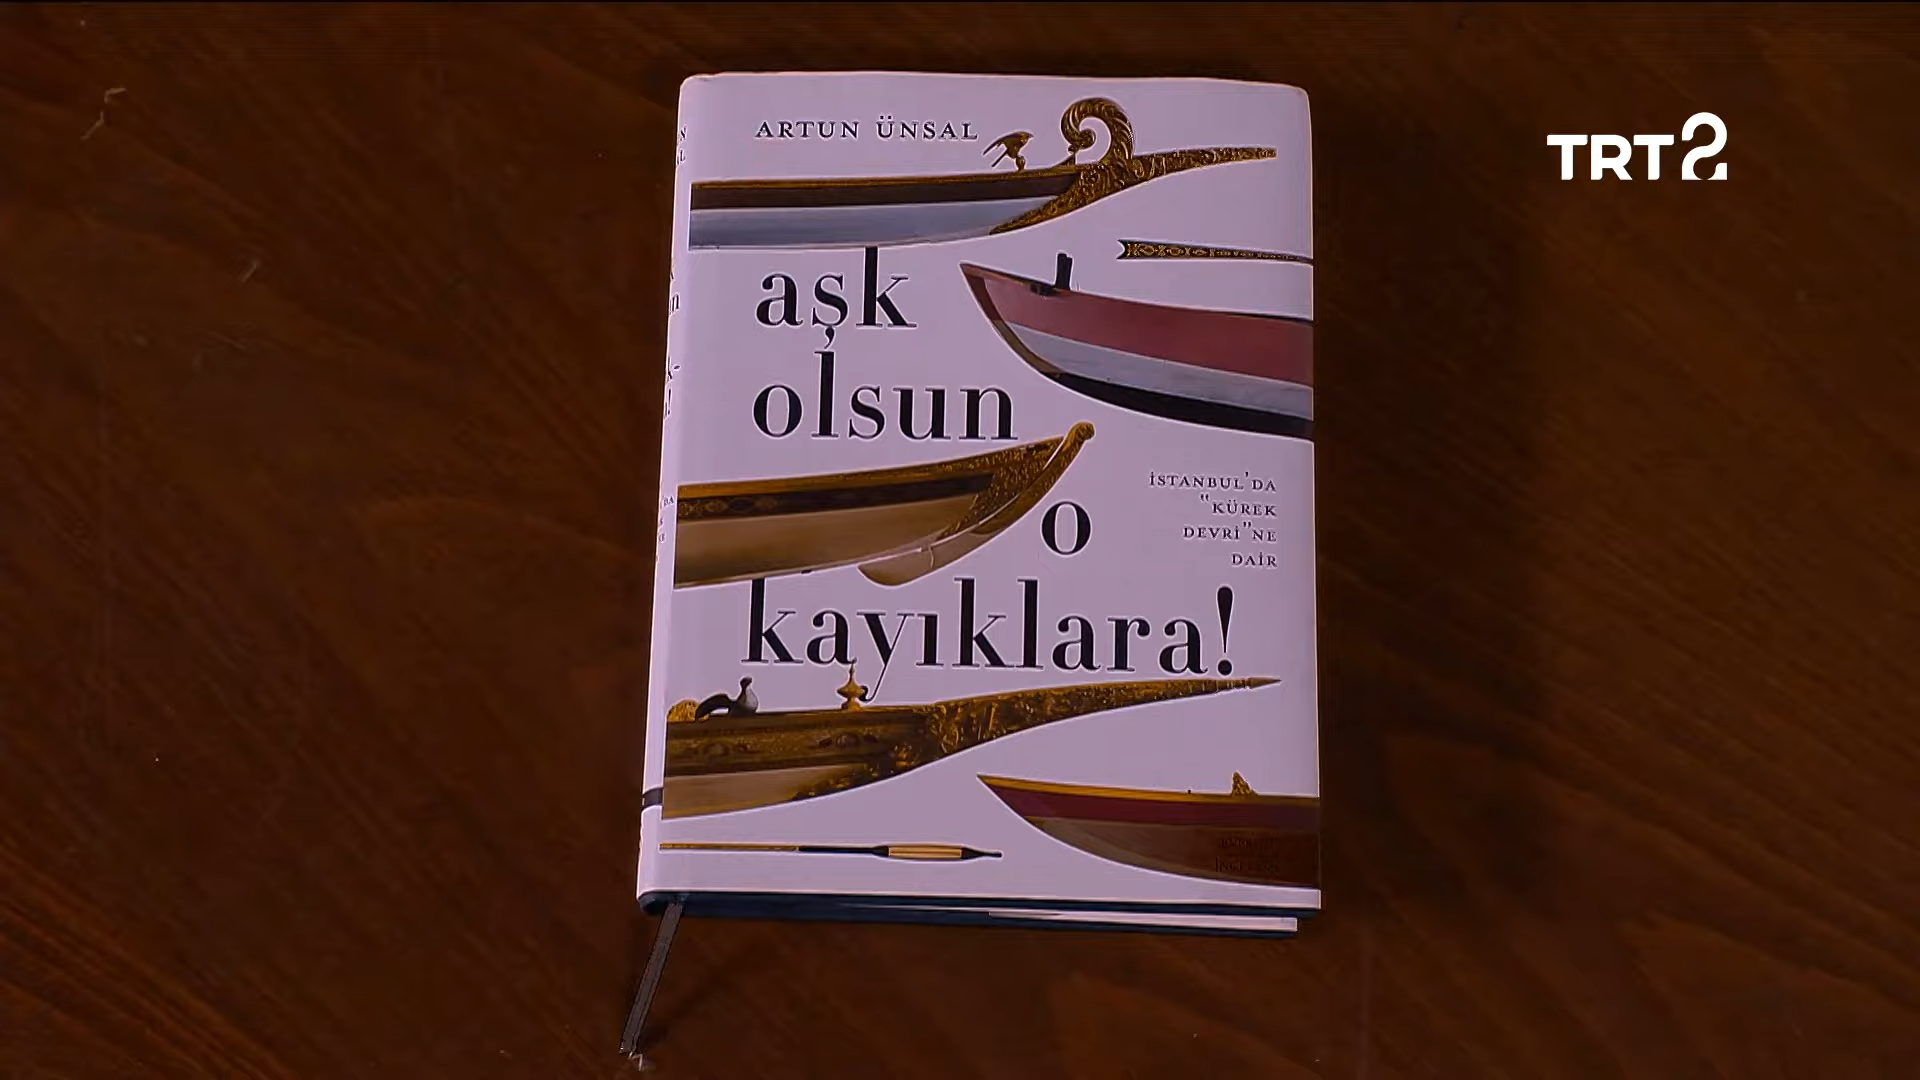 ARTUN ÜNSAL
TRT2
aşk
olsun
o
kayıklara!
İSTANBUL'DA
"KÜREK
DEVRİ"NE
DAİR